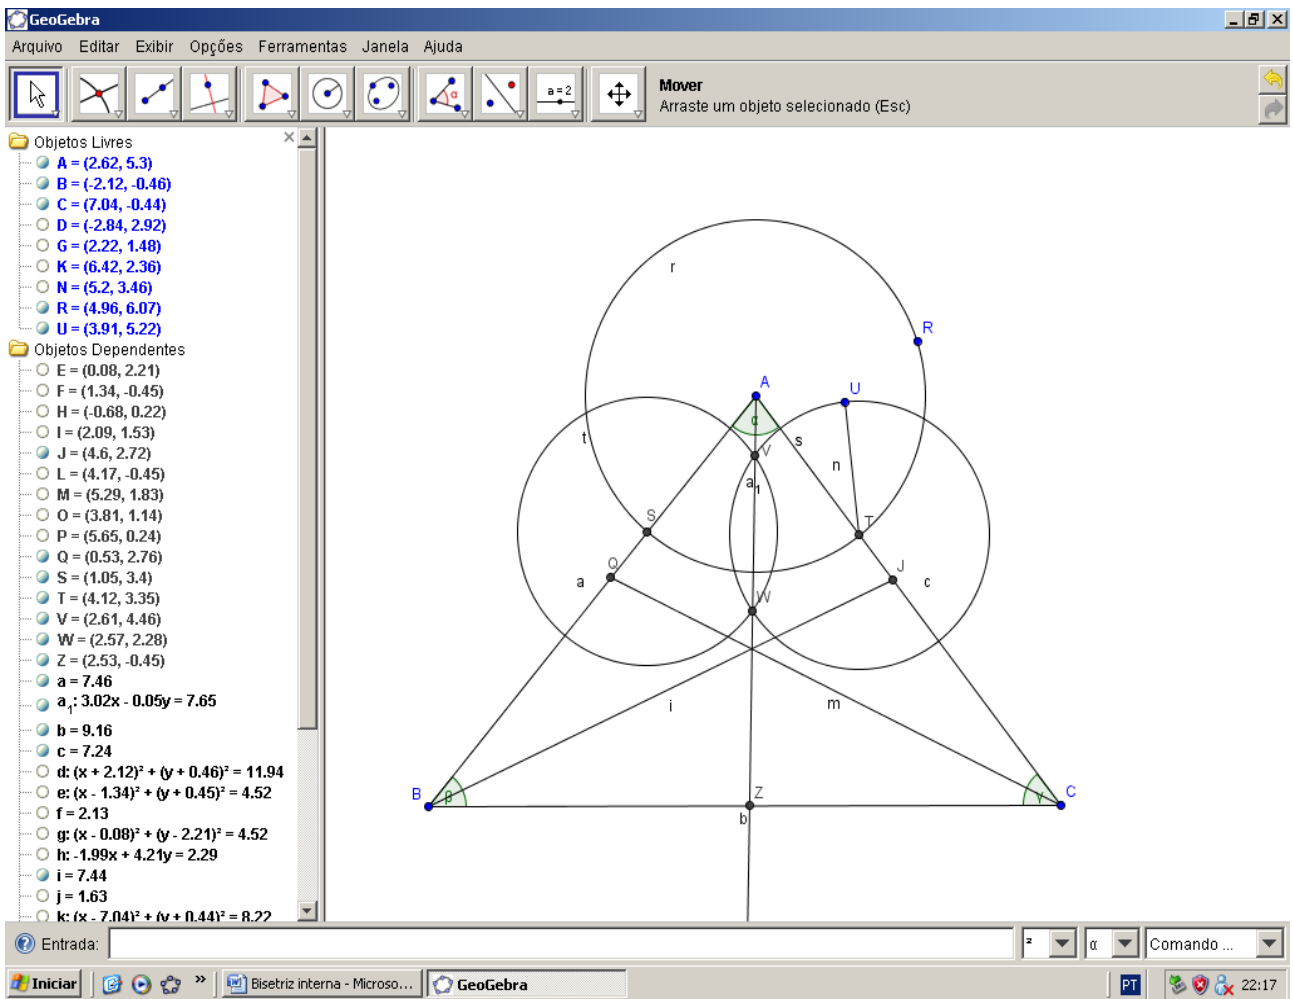 GeoGebra
Arquivo Editar Exibir Opções Ferramentas Janela Ajuda
α
a = 2
Mover
Arraste um objeto selecionado (Esc)
Objetos Livres
A = (2.62, 5.3)
B = (-2.12, -0.46)
C = (7.04, -0.44)
D = (-2.84, 2.92)
G = (2.22, 1.48)
K = (6.42, 2.36)
N = (5.2, 3.46)
R = (4.96, 6.07)
U = (3.91, 5.22)
Objetos Dependentes
E = (0.08, 2.21)
F = (1.34, -0.45)
H = (-0.68, 0.22)
I = (2.09, 1.53)
J = (4.6, 2.72)
L = (4.17, -0.45)
M = (5.29, 1.83)
O = (3.81, 1.14)
P = (5.65, 0.24)
Q = (0.53, 2.76)
S = (1.05, 3.4)
T = (4.12, 3.35)
V = (2.61, 4.46)
W = (2.57, 2.28)
Z = (2.53, -0.45)
a = 7.46
a₁: 3.02x - 0.05y = 7.65
b = 9.16
c = 7.24
d: (x + 2.12)² + (y + 0.46)² = 11.94
e: (x - 1.34)² + (y + 0.45)² = 4.52
f = 2.13
g: (x - 0.08)² + (y - 2.21)² = 4.52
h: -1.99x + 4.21y = 2.29
i = 7.44
j = 1.63
k: (x - 7.04)² + (y + 0.44)² = 8.22
r
R
A
U
α
t
s
V
n
a₁
S
T
Q
J
a
c
W
i
m
B
β
Z
γ
C
b
Entrada:
²
α
Comando ...
Iniciar
»
Bisetriz interna - Microso...
GeoGebra
PT
22:17